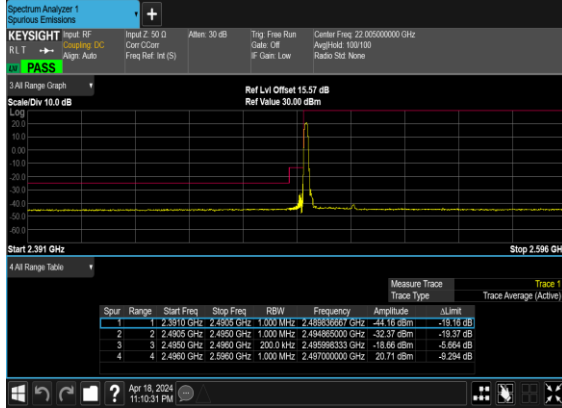 Spectrum Analyzer 1
Spurious Emissions
KEYSIGHT Input: RF Input Z: 50 Ω Atten: 30 dB Trig: Free Run Center Freq: 22.005000000 GHz
RLT Coupling: DC Corr CCorr Gate: Off Avg|Hold: 100/100
Align: Auto Freq Ref: Int (S) IF Gain: Low Radio Std: None
PASS
3 All Range Graph
Ref Lvl Offset 15.57 dB
Scale/Div 10.0 dB Ref Value 30.00 dBm
Log
20.0
10.0
0.00
-10.0
-20.0
-30.0
-40.0
-50.0
-60.0
Start 2.391 GHz Stop 2.596 GH
4 All Range Table
Measure Trace Trace 1
Trace Type Trace Average (Active)
Spur Range Start Freq Stop Freq RBW Frequency Amplitude ΔLimit
1 1 2.3910 GHz 2.4905 GHz 1.000 MHz 2.489836667 GHz -44.16 dBm -19.16 dB
2 2 2.4905 GHz 2.4950 GHz 1.000 MHz 2.494865000 GHz -32.37 dBm -19.37 dB
3 3 2.4950 GHz 2.4960 GHz 200.0 kHz 2.495998333 GHz -18.66 dBm -5.664 dB
4 4 2.4960 GHz 2.5960 GHz 1.000 MHz 2.497000000 GHz 20.71 dBm -9.294 dB
Apr 18, 2024
11:10:31 PM